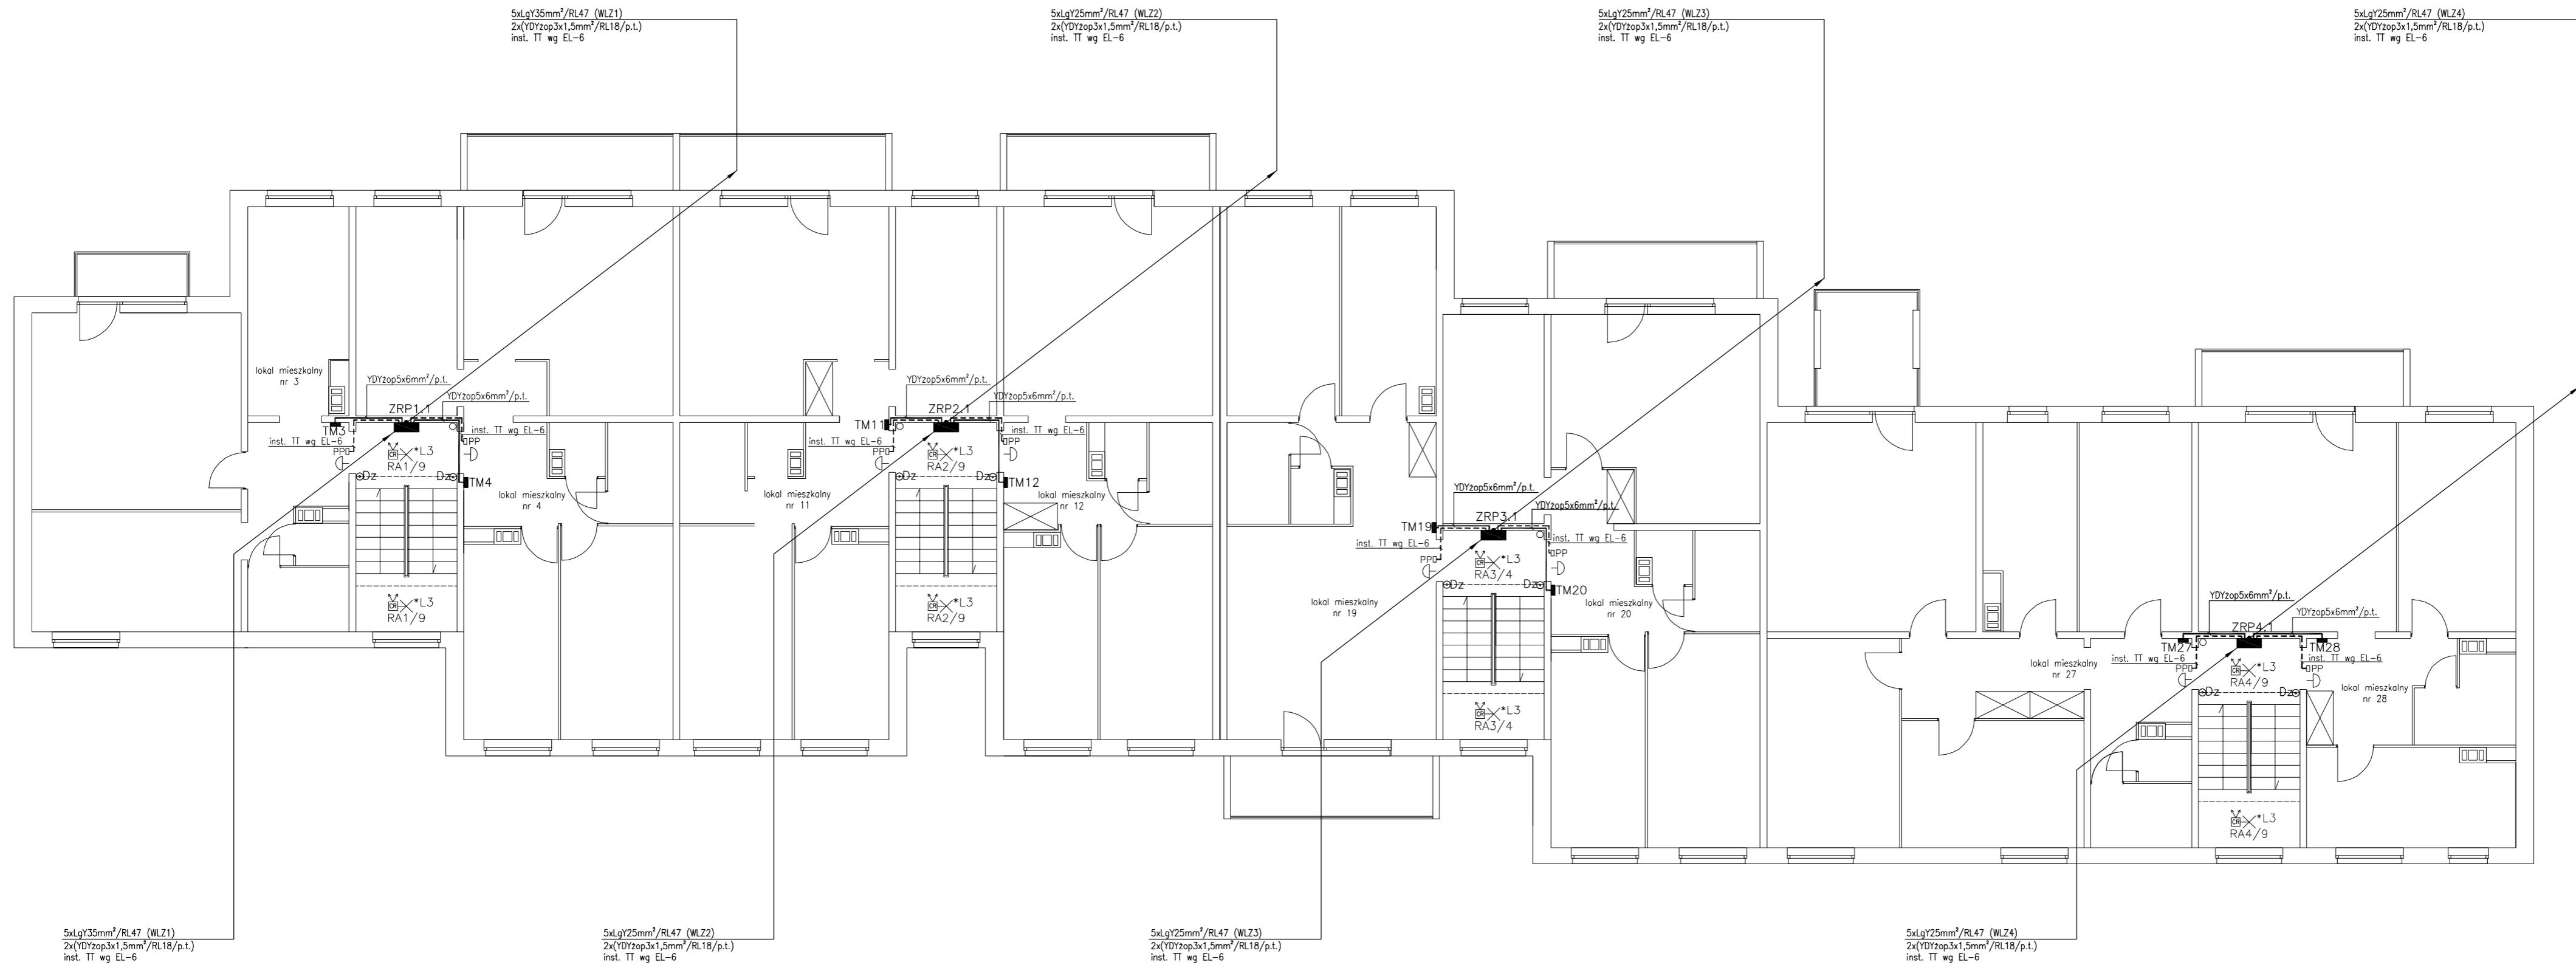 5xLgY35mm²/RL47 (WLZ1)
2x(YDYżop3x1,5mm²/RL18/p.t.)
inst. TT wg EL-6
5xLgY25mm²/RL47 (WLZ2)
2x(YDYżop3x1,5mm²/RL18/p.t.)
inst. TT wg EL-6
5xLgY25mm²/RL47 (WLZ3)
2x(YDYżop3x1,5mm²/RL18/p.t.)
inst. TT wg EL-6
5xLgY25mm²/RL47 (WLZ4)
2x(YDYżop3x1,5mm²/RL18/p.t.)
inst. TT wg EL-6
lokal mieszkalny
nr 3
YDYżop5x6mm²/p.t.
YDYżop5x6mm²/p.t.
ZRP1.1
TM3
inst. TT wg EL-6
inst. TT wg EL-6
PP
PP
*L3
RA1/9
Dz
Dz
TM4
lokal mieszkalny
nr 4
*L3
RA1/9
YDYżop5x6mm²/p.t.
YDYżop5x6mm²/p.t.
ZRP2.1
TM11
inst. TT wg EL-6
inst. TT wg EL-6
PP
PP
*L3
RA2/9
Dz
Dz
TM12
lokal mieszkalny
nr 11
lokal mieszkalny
nr 12
*L3
RA2/9
YDYżop5x6mm²/p.t.
YDYżop5x6mm²/p.t.
ZRP3.1
TM19
inst. TT wg EL-6
inst. TT wg EL-6
PP
PP
*L3
RA3/4
Dz
Dz
TM20
lokal mieszkalny
nr 19
lokal mieszkalny
nr 20
*L3
RA3/4
YDYżop5x6mm²/p.t.
YDYżop5x6mm²/p.t.
ZRP4.1
TM27
TM28
inst. TT wg EL-6
inst. TT wg EL-6
PP
PP
lokal mieszkalny
nr 27
*L3
RA4/9
Dz
Dz
lokal mieszkalny
nr 28
*L3
RA4/9
5xLgY35mm²/RL47 (WLZ1)
2x(YDYżop3x1,5mm²/RL18/p.t.)
inst. TT wg EL-6
5xLgY25mm²/RL47 (WLZ2)
2x(YDYżop3x1,5mm²/RL18/p.t.)
inst. TT wg EL-6
5xLgY25mm²/RL47 (WLZ3)
2x(YDYżop3x1,5mm²/RL18/p.t.)
inst. TT wg EL-6
5xLgY25mm²/RL47 (WLZ4)
2x(YDYżop3x1,5mm²/RL18/p.t.)
inst. TT wg EL-6